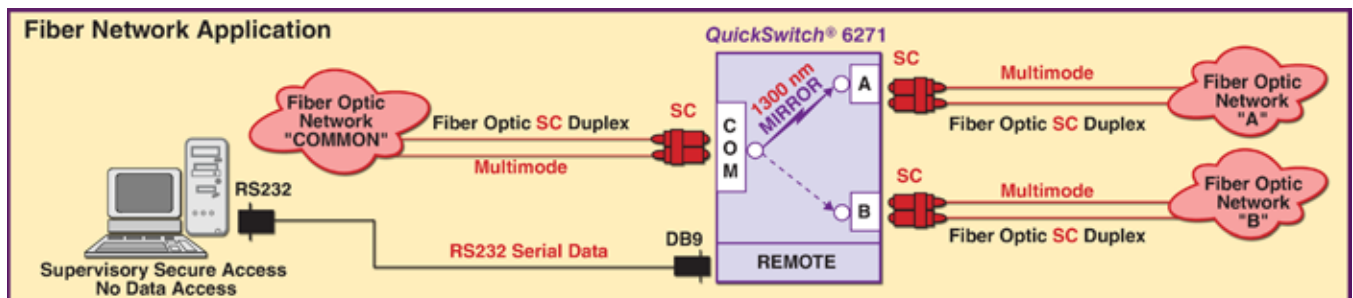 Fiber Network Application
QuickSwitch® 6271
Fiber Optic
Network
"COMMON"
Fiber Optic SC Duplex
Multimode
SC
C
O
M
1300 nm
MIRROR
A
B
REMOTE
SC
Multimode
Fiber Optic SC Duplex
Fiber Optic
Network
"A"
SC
Multimode
Fiber Optic SC Duplex
Fiber Optic
Network
"B"
RS232
RS232 Serial Data
DB9
Supervisory Secure Access
No Data Access